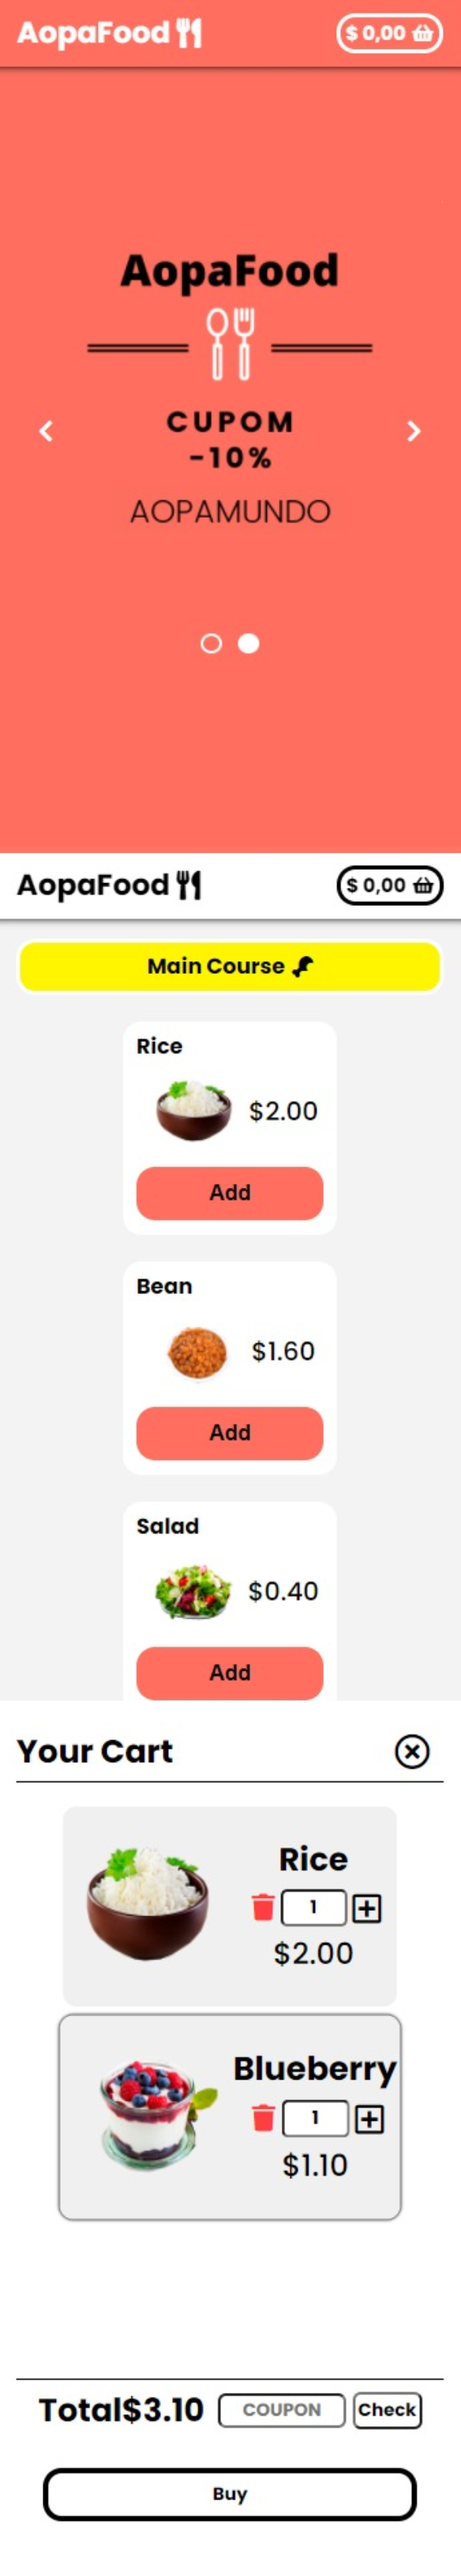 AopaFood $ 0,00
AopaFood
CUPOM
-10%
AOPAMUNDO
AopaFood $ 0,00
Main Course
Rice
$2.00
Add
Bean
$1.60
Add
Salad
$0.40
Add
Your Cart
Rice
1
$2.00
Blueberry
1
$1.10
Total$3.10 COUPON Check
Buy